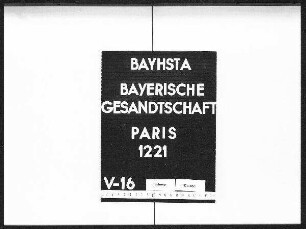 BAYHSTA
BAYERISCHE
GESANDTSCHAFT
PARIS
1221
V-16